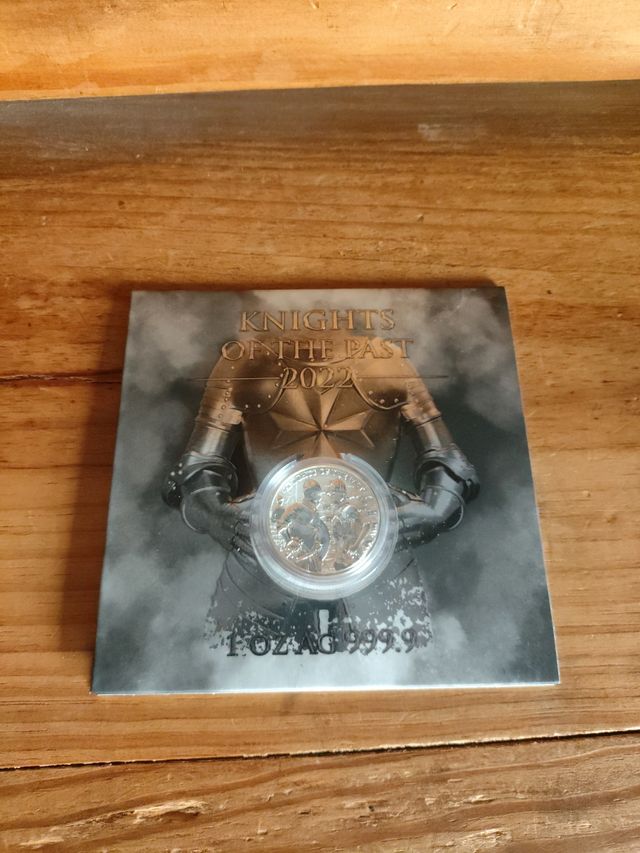 KNIGHTS
OF THE PAST
2022
1 OZ AG 999.9